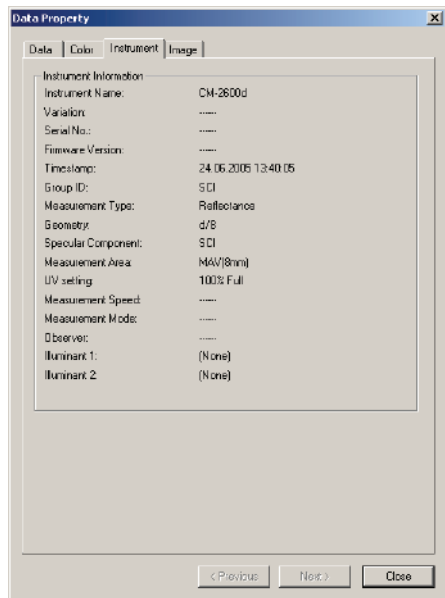 Data Property
Data Color Instrument Image
Instrument Information
Instrument Name: CM-2600d
Variation: ------
Serial No.: ------
Firmware Version: ------
Timestamp: 24.06.2005 13:40:05
Group ID: SCI
Measurement Type: Reflectance
Geometry: d/8
Specular Component: SCI
Measurement Area: MAV(8mm)
UV setting: 100% Full
Measurement Speed: ------
Measurement Mode: ------
Observer: ------
Illuminant 1: (None)
Illuminant 2: (None)
< Previous Next > Close